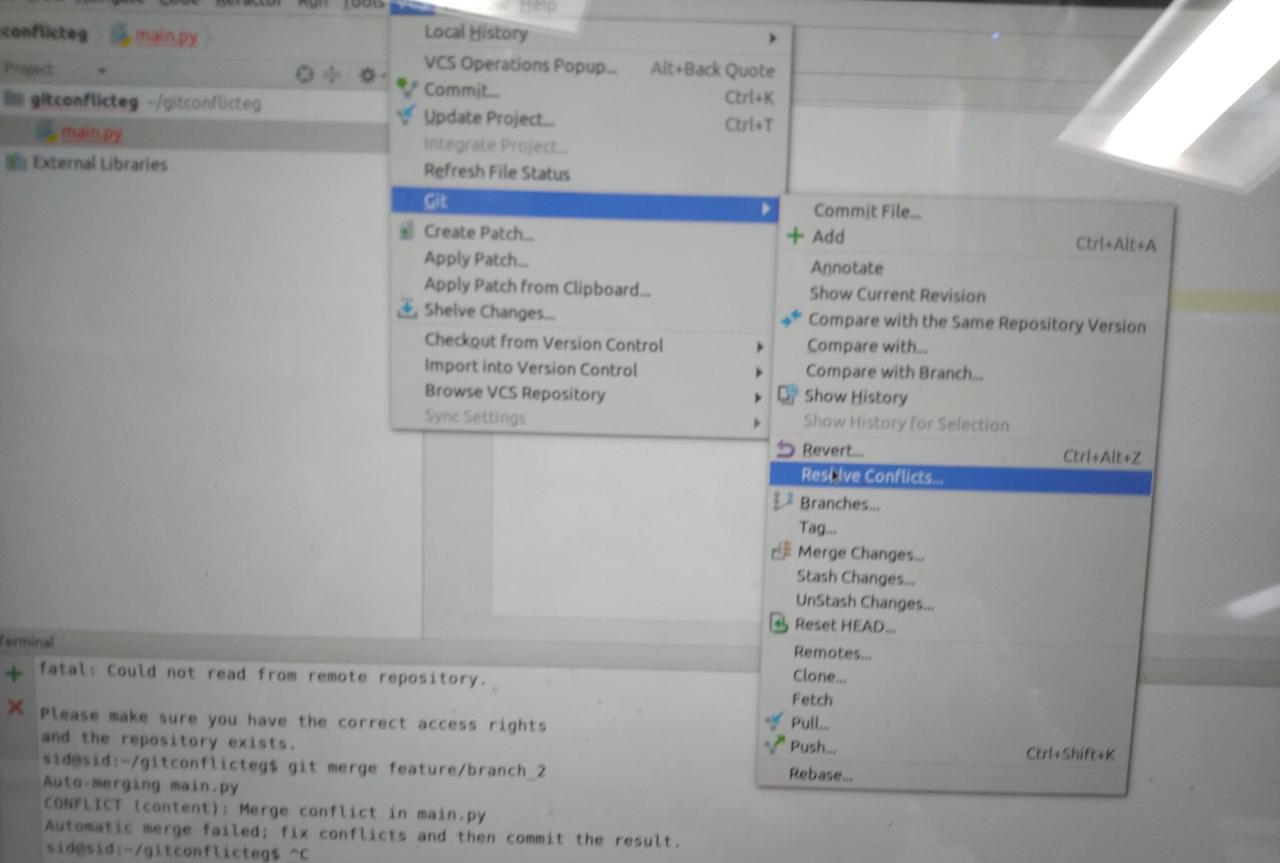 Code Refactor Run Tools VCS Help
conflicteg main.py
Project
gitconflicteg ~/gitconflicteg
main.py
External Libraries
Local History
VCS Operations Popup... Alt+Back Quote
Commit... Ctrl+K
Update Project... Ctrl+T
Integrate Project...
Refresh File Status
Git
Create Patch...
Apply Patch...
Apply Patch from Clipboard...
Shelve Changes...
Checkout from Version Control
Import into Version Control
Browse VCS Repository
Sync Settings
Commit File...
Add Ctrl+Alt+A
Annotate
Show Current Revision
Compare with the Same Repository Version
Compare with...
Compare with Branch...
Show History
Show History for Selection
Revert... Ctrl+Alt+Z
Resolve Conflicts...
Branches...
Tag...
Merge Changes...
Stash Changes...
UnStash Changes...
Reset HEAD...
Remotes...
Clone...
Fetch
Pull...
Push... Ctrl+Shift+K
Rebase...
Terminal
fatal: Could not read from remote repository.
Please make sure you have the correct access rights
and the repository exists.
sid@sid:~/gitconflicteg$ git merge feature/branch_2
Auto-merging main.py
CONFLICT (content): Merge conflict in main.py
Automatic merge failed; fix conflicts and then commit the result.
sid@sid:~/gitconflicteg$ ^C